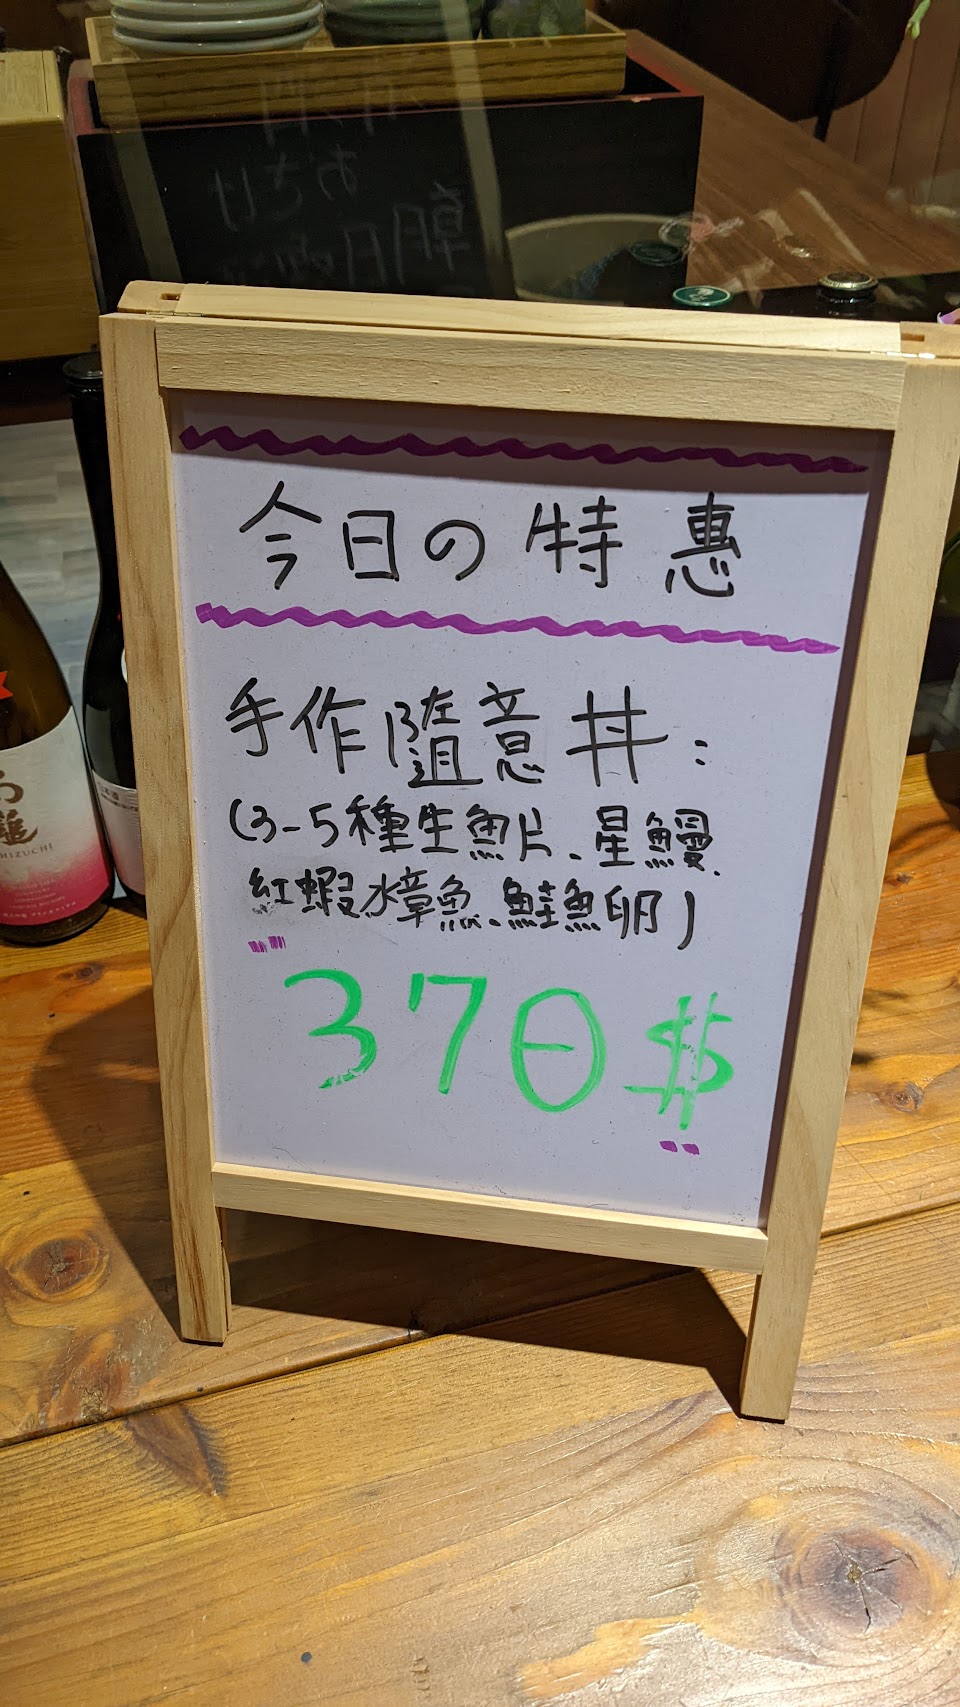 今日の特惠
手作隨意丼:
(3-5種生魚片、星鰻、
紅蝦、水章魚、鮭魚卵)
370$
HIZUCHI